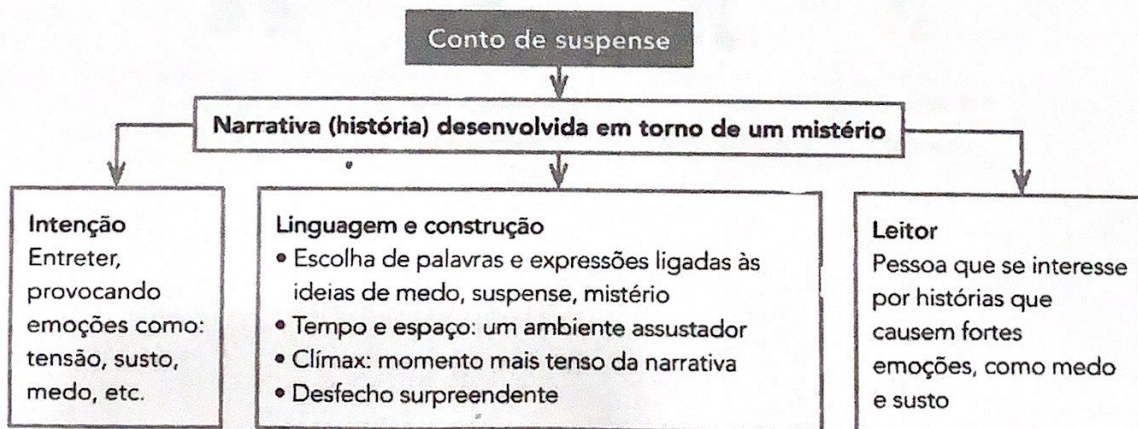 Conto de suspense
Narrativa (história) desenvolvida em torno de um mistério
Intenção
Entreter,
provocando
emoções como:
tensão, susto,
medo, etc.
Linguagem e construção
• Escolha de palavras e expressões ligadas às
ideias de medo, suspense, mistério
• Tempo e espaço: um ambiente assustador
• Clímax: momento mais tenso da narrativa
• Desfecho surpreendente
Leitor
Pessoa que se interesse
por histórias que
causem fortes
emoções, como medo
e susto